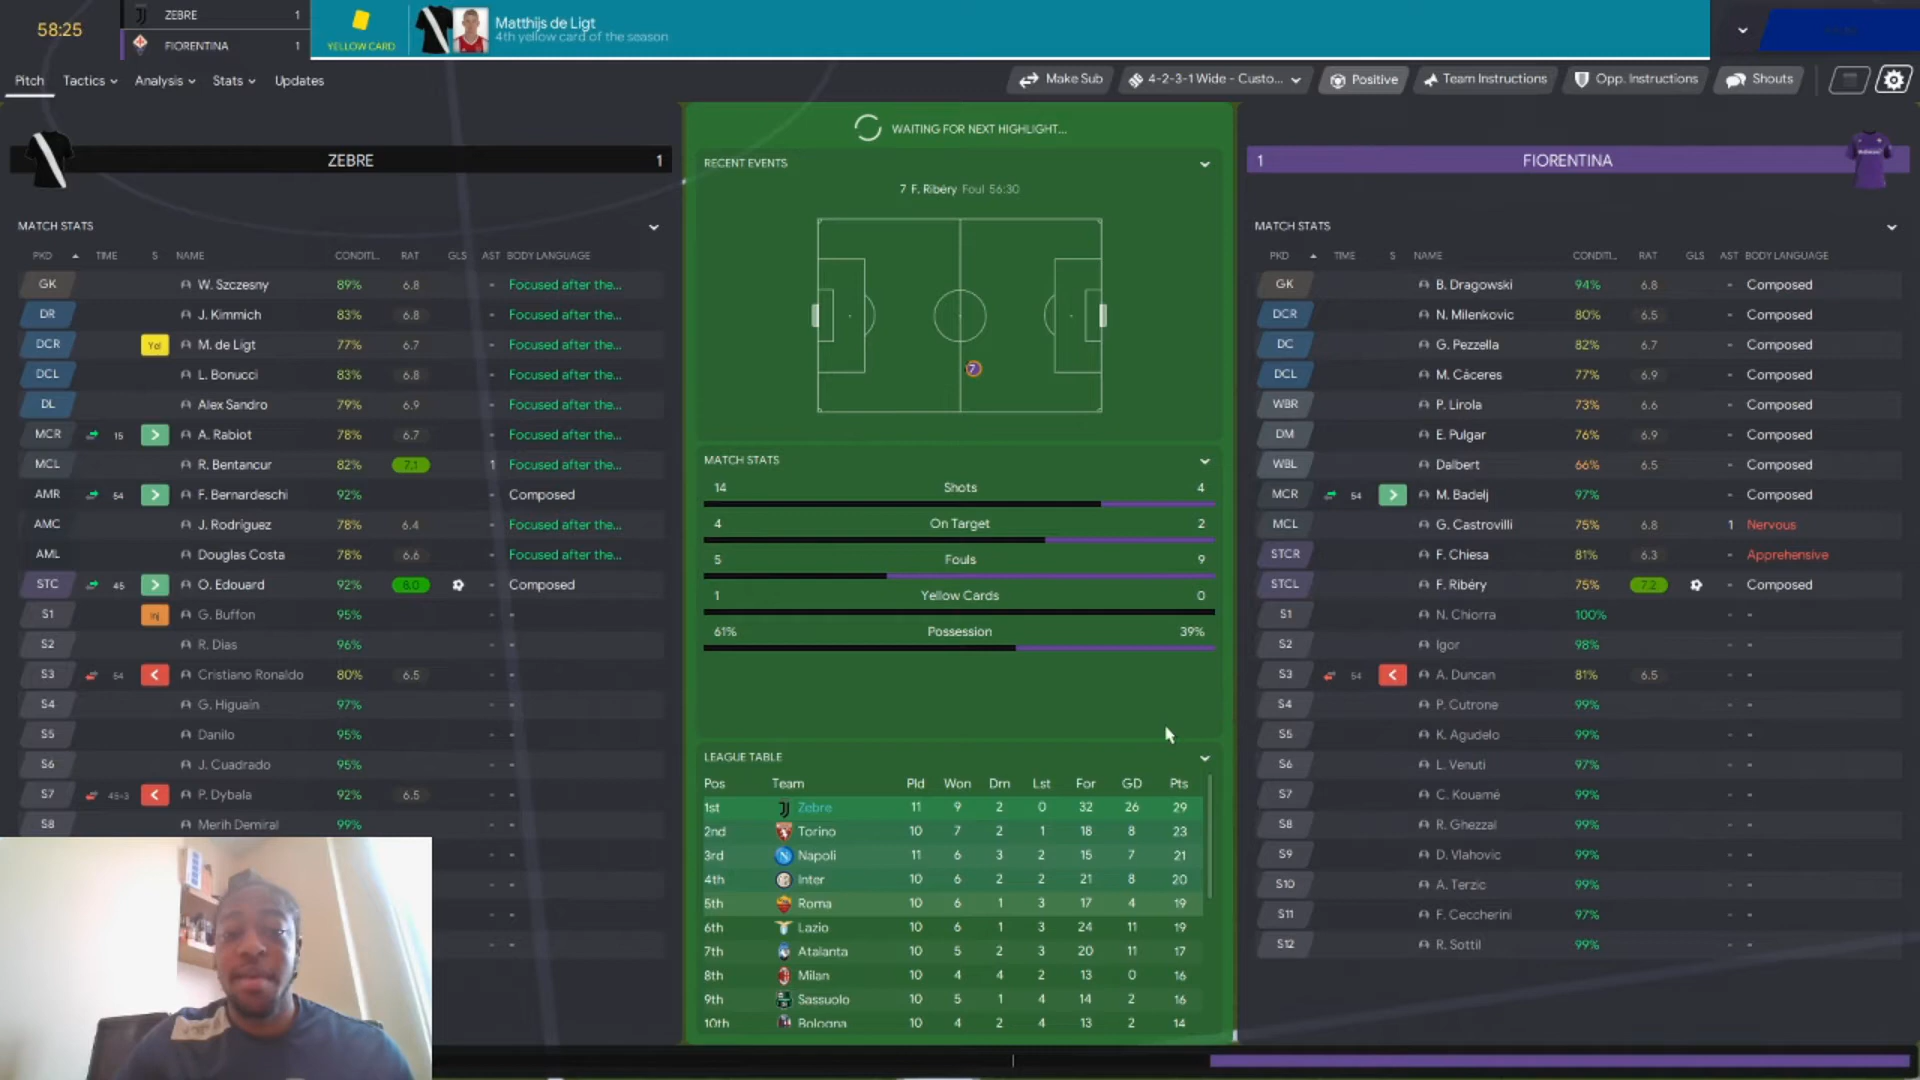 58:25 ZEBRE 1
FIORENTINA 1
YELLOW CARD Matthijs de Ligt
4th yellow card of the season
Pitch Tactics Analysis Stats Updates Make Sub 4-2-3-1 Wide - Custo... Positive Team Instructions Opp. Instructions Shouts
ZEBRE 1
MATCH STATS
PKD TIME S NAME CONDITI... RAT GLS AST BODY LANGUAGE
GK W. Szczesny 89% 6.8 - Focused after the...
DR J. Kimmich 83% 6.8 - Focused after the...
DCR Yel M. de Ligt 77% 6.7 - Focused after the...
DCL L. Bonucci 83% 6.8 - Focused after the...
DL Alex Sandro 79% 6.9 - Focused after the...
MCR 15 A. Rabiot 78% 6.7 - Focused after the...
MCL R. Bentancur 82% 7.1 1 Focused after the...
AMR 54 F. Bernardeschi 92% - Composed
AMC J. Rodríguez 78% 6.4 - Focused after the...
AML Douglas Costa 78% 6.6 - Focused after the...
STC 45 O. Edouard 92% 8.0 - Composed
S1 Inj G. Buffon 95% - -
S2 R. Dias 96% - -
S3 54 Cristiano Ronaldo 80% 6.5 - -
S4 G. Higuaín 97% - -
S5 Danilo 95% - -
S6 J. Cuadrado 95% - -
S7 45+3 P. Dybala 92% 6.5 - -
S8 Merih Demiral 99% - -
WAITING FOR NEXT HIGHLIGHT...
RECENT EVENTS
7 F. Ribéry Foul 56:30
7
MATCH STATS
14 Shots 4
4 On Target 2
5 Fouls 9
1 Yellow Cards 0
61% Possession 39%
LEAGUE TABLE
Pos Team Pld Won Drn Lst For GD Pts
1st Zebre 11 9 2 0 32 26 29
2nd Torino 10 7 2 1 18 8 23
3rd Napoli 11 6 3 2 15 7 21
4th Inter 10 6 2 2 21 8 20
5th Roma 10 6 1 3 17 4 19
6th Lazio 10 6 1 3 24 11 19
7th Atalanta 10 5 2 3 20 11 17
8th Milan 10 4 4 2 13 0 16
9th Sassuolo 10 5 1 4 14 2 16
10th Bologna 10 4 2 4 13 2 14
1 FIORENTINA
MATCH STATS
PKD TIME S NAME CONDITI... RAT GLS AST BODY LANGUAGE
GK B. Dragowski 94% 6.8 - Composed
DCR N. Milenkovic 80% 6.5 - Composed
DC G. Pezzella 82% 6.7 - Composed
DCL M. Cáceres 77% 6.9 - Composed
WBR P. Lirola 73% 6.6 - Composed
DM E. Pulgar 76% 6.9 - Composed
WBL Dalbert 66% 6.5 - Composed
MCR 54 M. Badelj 97% - Composed
MCL G. Castrovilli 75% 6.8 1 Nervous
STCR F. Chiesa 81% 6.3 - Apprehensive
STCL F. Ribéry 75% 7.2 - Composed
S1 N. Chiorra 100% - -
S2 Igor 98% - -
S3 54 A. Duncan 81% 6.5 - -
S4 P. Cutrone 99% - -
S5 K. Agudelo 99% - -
S6 L. Venuti 97% - -
S7 C. Kouamé 99% - -
S8 R. Ghezzal 99% - -
S9 D. Vlahovic 99% - -
S10 A. Terzic 99% - -
S11 F. Ceccherini 97% - -
S12 R. Sottil 99% - -